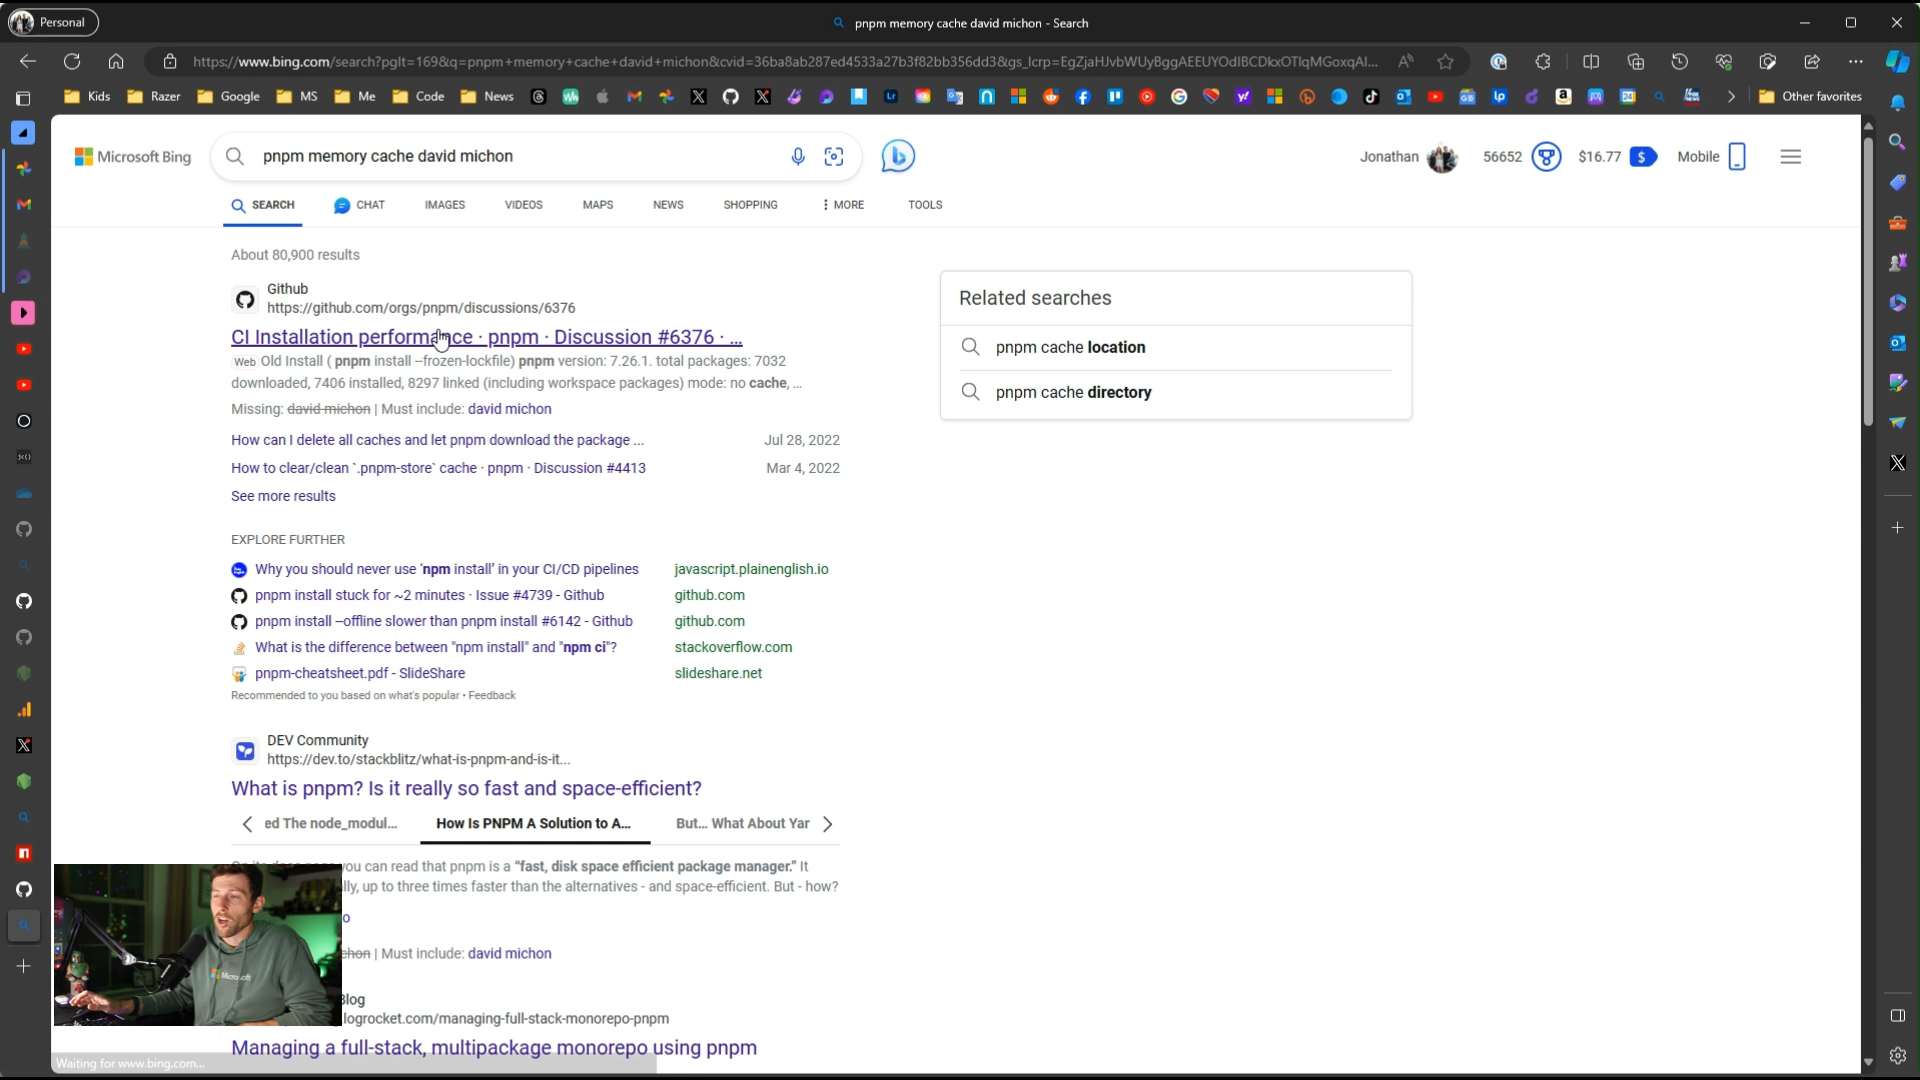 Personal
pnpm memory cache david michon - Search
https://www.bing.com/search?pglt=169&q=pnpm+memory+cache+david+michon&cvid=36ba8ab287ed4533a27b3f82bb356dd3&gs_lcrp=EgZjaHJvbWUyBggAEEUYOdIBCDkxOTlqMGoxqAl...
Kids
Razer
Google
MS
Me
Code
News
Other favorites
Microsoft Bing
pnpm memory cache david michon
Jonathan
56652
$16.77
Mobile
SEARCH
CHAT
IMAGES
VIDEOS
MAPS
NEWS
SHOPPING
MORE
TOOLS
About 80,900 results
Github
https://github.com/orgs/pnpm/discussions/6376
CI Installation performance · pnpm · Discussion #6376 · ...
Web Old Install ( pnpm install –frozen-lockfile) pnpm version: 7.26.1. total packages: 7032
downloaded, 7406 installed, 8297 linked (including workspace packages) mode: no cache, ...
Missing: david michon | Must include: david michon
How can I delete all caches and let pnpm download the package ...
Jul 28, 2022
How to clear/clean `.pnpm-store` cache · pnpm · Discussion #4413
Mar 4, 2022
See more results
Related searches
pnpm cache location
pnpm cache directory
EXPLORE FURTHER
Why you should never use 'npm install' in your CI/CD pipelines
javascript.plainenglish.io
pnpm install stuck for ~2 minutes · Issue #4739 - Github
github.com
pnpm install --offline slower than pnpm install #6142 - Github
github.com
What is the difference between "npm install" and "npm ci"?
stackoverflow.com
pnpm-cheatsheet.pdf - SlideShare
slideshare.net
Recommended to you based on what's popular • Feedback
DEV Community
https://dev.to/stackblitz/what-is-pnpm-and-is-it...
What is pnpm? Is it really so fast and space-efficient?
ed The node_modul...
How Is PNPM A Solution to A...
But... What About Yar
you can read that pnpm is a "fast, disk space efficient package manager." It
lly, up to three times faster than the alternatives - and space-efficient. But - how?
o
chon | Must include: david michon
Blog
logrocket.com/managing-full-stack-monorepo-pnpm
Managing a full-stack, multipackage monorepo using pnpm
Waiting for www.bing.com...